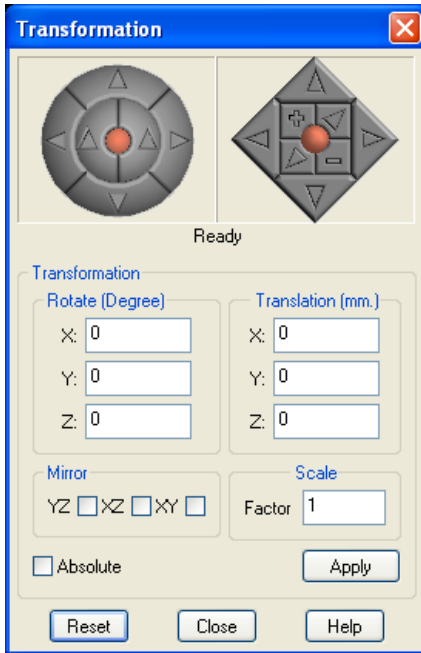 Transformation
Ready
Transformation
Rotate (Degree) Translation (mm.)
X: 0 X: 0
Y: 0 Y: 0
Z: 0 Z: 0
Mirror Scale
YZ XZ XY Factor 1
Absolute Apply
Reset Close Help